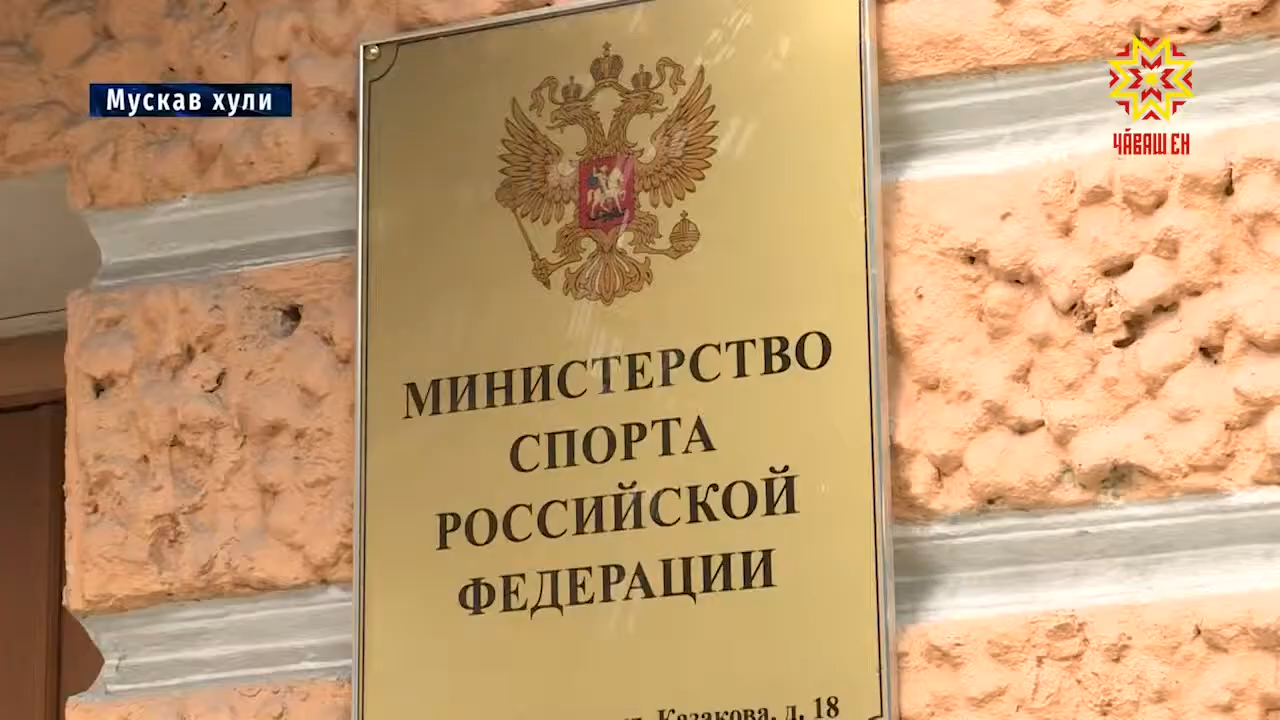 Мускав хули
ЧĂВАШ ЕН
МИНИСТЕРСТВО
СПОРТА
РОССИЙСКОЙ
ФЕДЕРАЦИИ
Казакова, д. 18